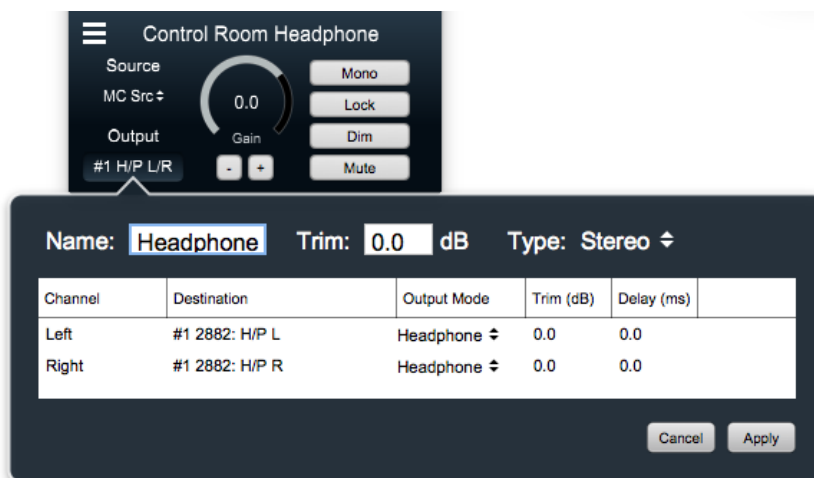 Control Room Headphone
Source
MC Src
Output
#1 H/P L/R
0.0
Gain
- +
Mono
Lock
Dim
Mute
Name: Headphone Trim: 0.0 dB Type: Stereo
Channel Destination Output Mode Trim (dB) Delay (ms)
Left #1 2882: H/P L Headphone 0.0 0.0
Right #1 2882: H/P R Headphone 0.0 0.0
Cancel Apply